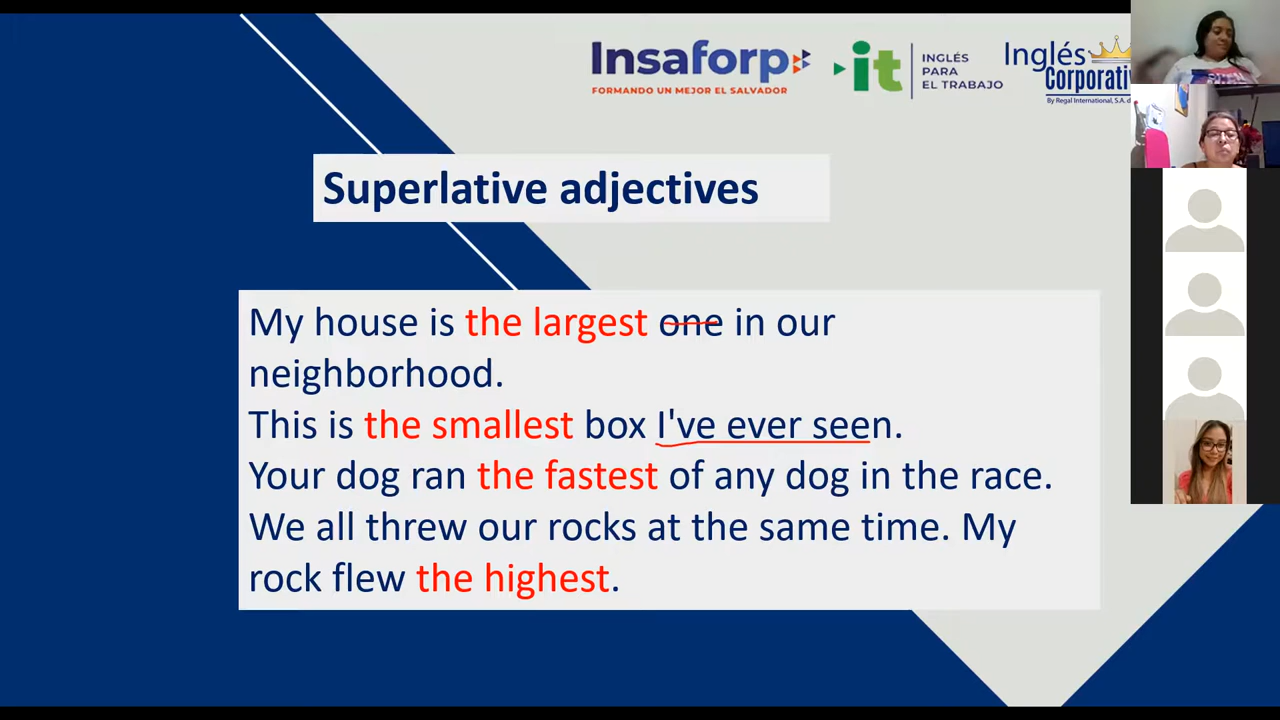 Insaforp
FORMANDO UN MEJOR EL SALVADOR
it
INGLÉS
PARA
EL TRABAJO
Inglés
Corporativ
By Regal International, S.A. d
Superlative adjectives
My house is the largest one in our
neighborhood.
This is the smallest box I've ever seen.
Your dog ran the fastest of any dog in the race.
We all threw our rocks at the same time. My
rock flew the highest.